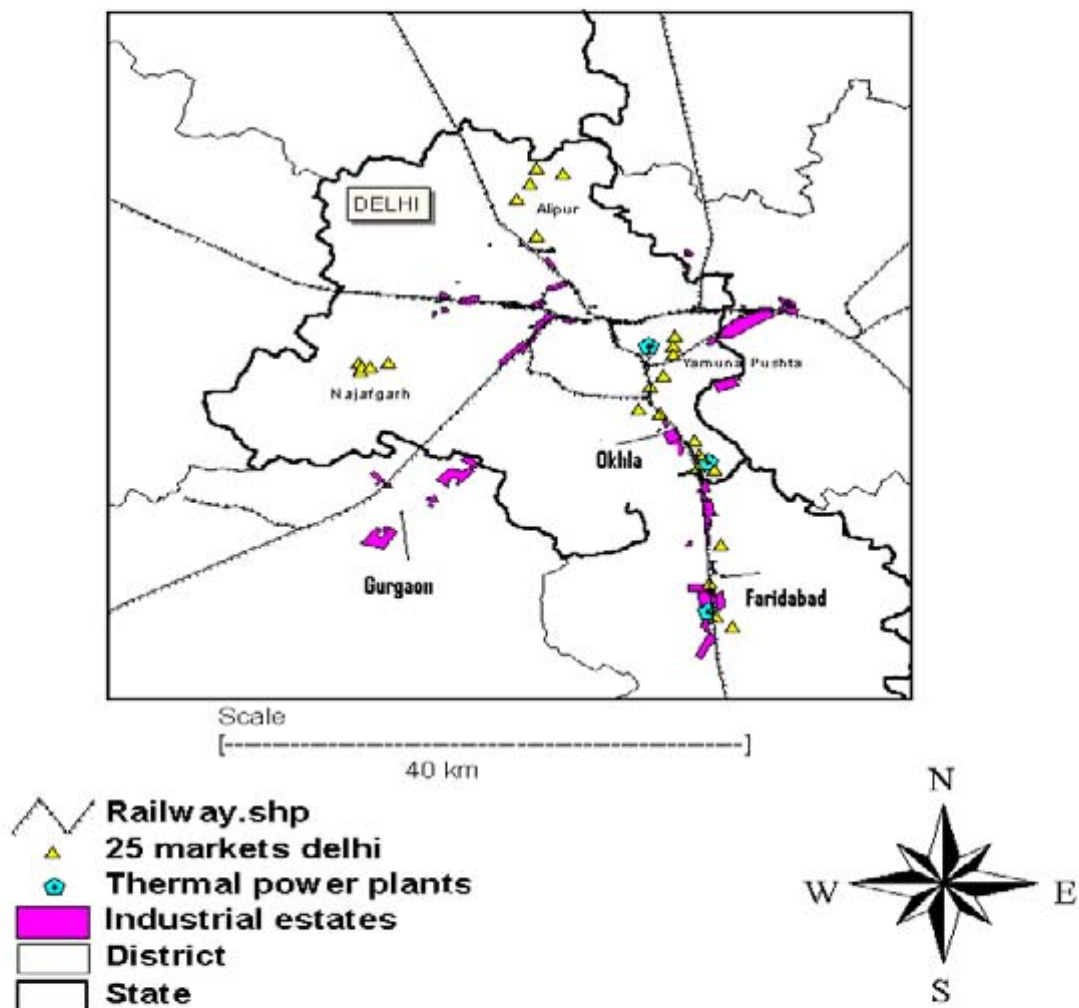 DELHI
Alipur
Yamuna Pushta
Najafgarh
Okhla
Gurgaon
Faridabad
Scale
[--------------------------------------------------]
40 km
Railway.shp
25 markets delhi
Thermal power plants
Industrial estates
District
State
N
W E
S